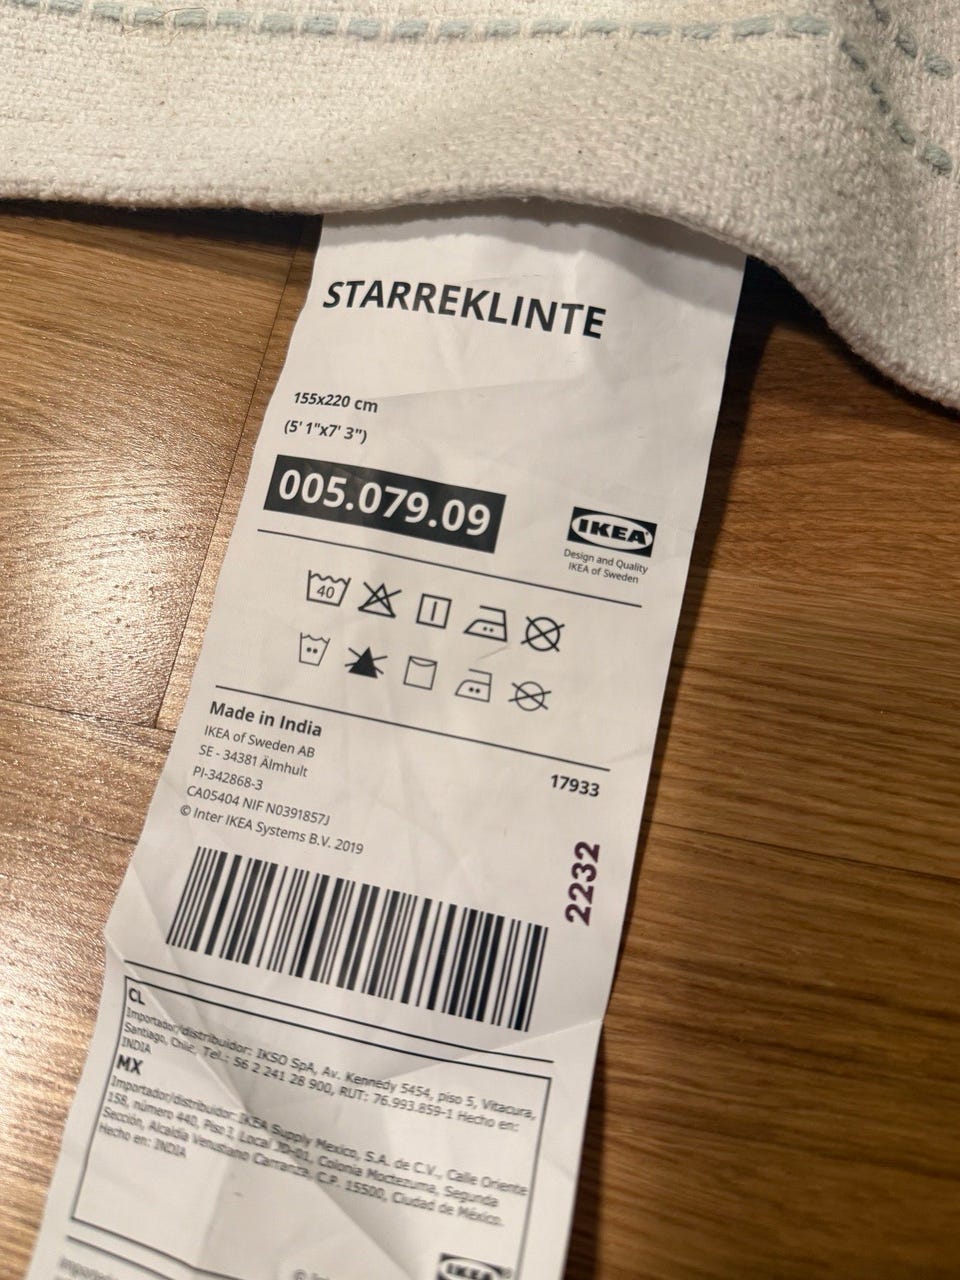 STARREKLINTE
155x220 cm
(5' 1"x7' 3")
005.079.09
IKEA
Design and Quality
IKEA of Sweden
40
Made in India
IKEA of Sweden AB
SE - 34381 Älmhult
PI-342868-3
CA05404 NIF N0391857J
© Inter IKEA Systems B.V. 2019
17933
2232
CL
Importador/distribuidor: IKSO SpA, Av. Kennedy 5454, piso 5, Vitacura,
Santiago, Chile, Tel.: 56 2 241 28 900, RUT: 76.993.859-1 Hecho en:
INDIA
MX
Importador/distribuidor: IKEA Supply Mexico, S.A. de C.V., Calle Oriente
158, número 440, Piso Local Colonia Moctezuma, Segunda
Sección, Alcaldía Venustiano Carranza, C.P. 15500, Ciudad de México.
Hecho en: INDIA
IKEA